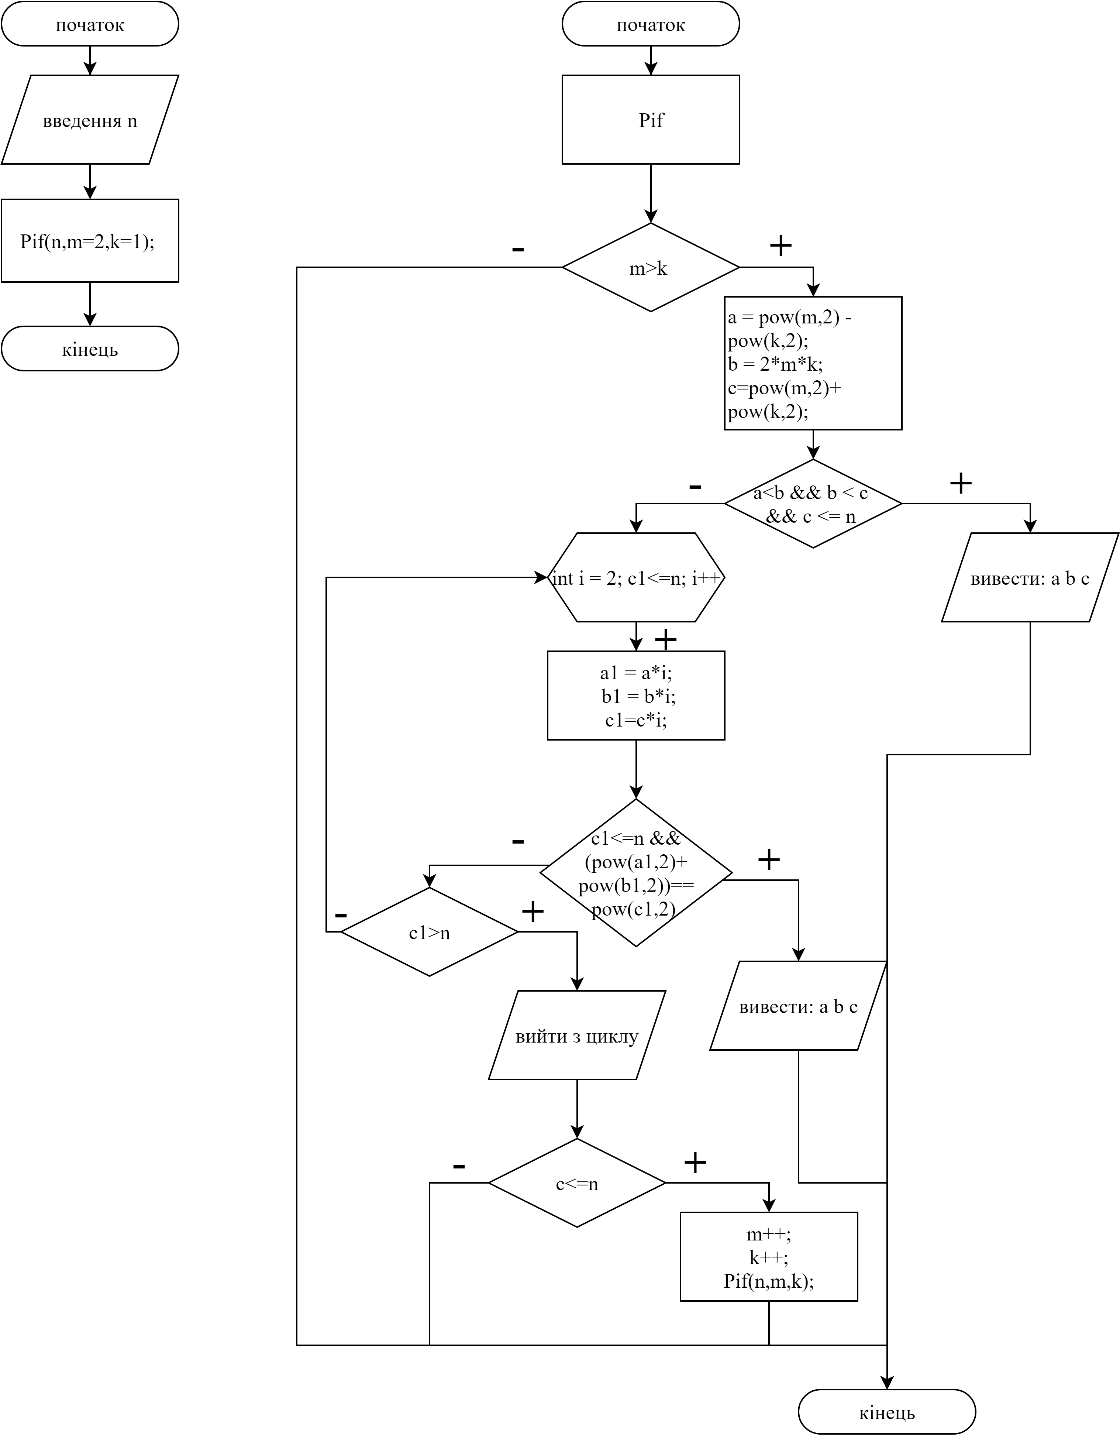 початок
введення n
Pif(n,m=2,k=1);
кінець
початок
Pif
m>k
-
+
a = pow(m,2) -
pow(k,2);
b = 2*m*k;
c=pow(m,2)+
pow(k,2);
a<b && b < c
&& c <= n
-
+
вивести: a b c
int i = 2; c1<=n; i++
+
a1 = a*i;
b1 = b*i;
c1=c*i;
c1<=n &&
(pow(a1,2)+
pow(b1,2))==
pow(c1,2)
-
+
c1>n
-
+
вивести: a b c
вийти з циклу
c<=n
-
+
m++;
k++;
Pif(n,m,k);
кінець